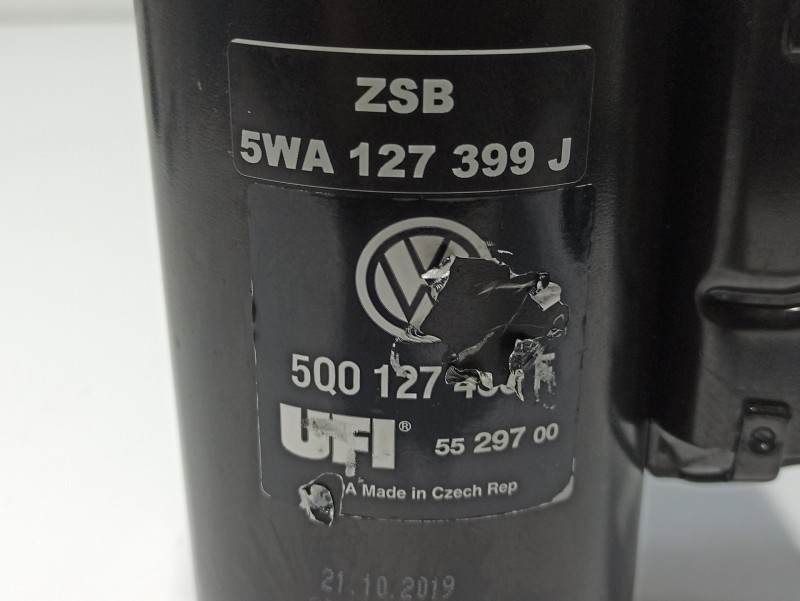 ZSB
5WA 127 399 J
5Q0 127
UFI® 55 297 00
A Made in Czech Rep
21.10.2019